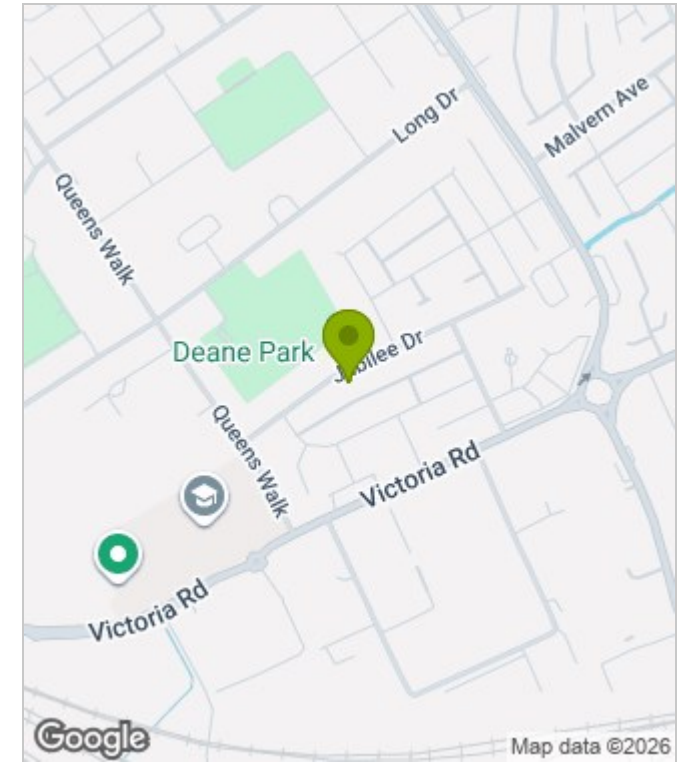 Long Dr
Malvern Ave
Queens Walk
Deane Park
Jubilee Dr
Queens Walk
Victoria Rd
Victoria Rd
Google
Map data ©2026